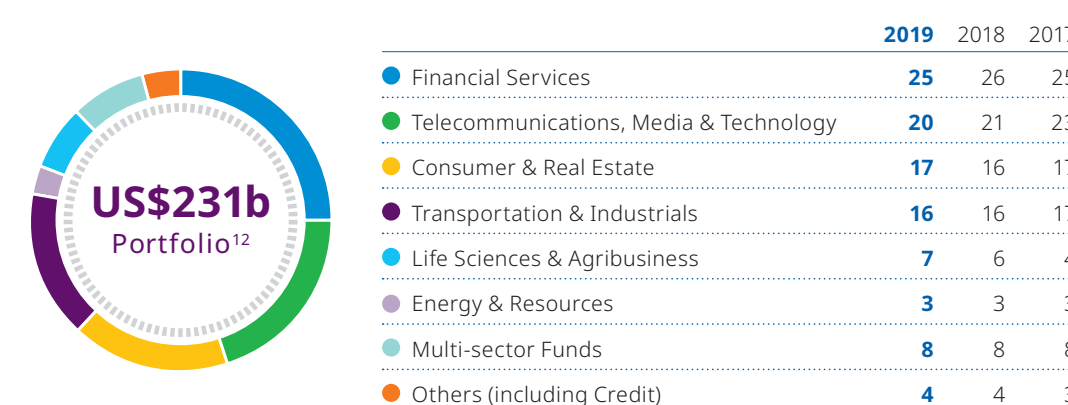 2019 2018
US$231b
Portfolio12
Financial Services 25 26
Telecommunications, Media & Technology 20 21
Consumer & Real Estate 17 16
Transportation & Industrials 16 16
Life Sciences & Agribusiness 7 6
Energy & Resources 3 3
Multi-sector Funds 8 8
Others (including Credit) 4 4